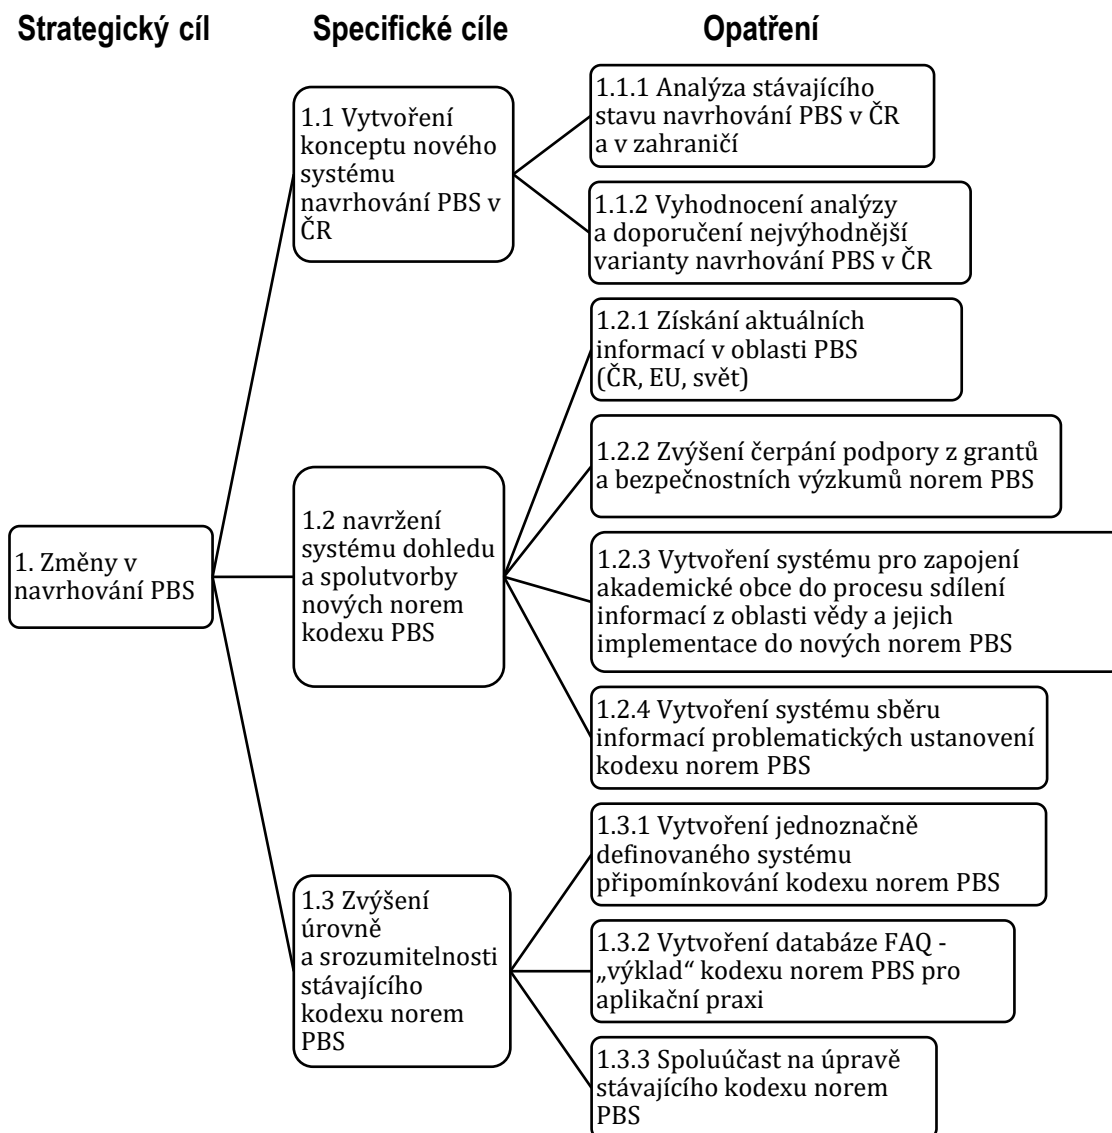 Strategický cíl
Specifické cíle
Opatření
1. Změny v
navrhování PBS
1.1 Vytvoření
konceptu nového
systému
navrhování PBS v
ČR
1.1.1 Analýza stávajícího
stavu navrhování PBS v ČR
a v zahraničí
1.1.2 Vyhodnocení analýzy
a doporučení nejvýhodnější
varianty navrhování PBS v ČR
1.2 navržení
systému dohledu
a spolutvorby
nových norem
kodexu PBS
1.2.1 Získání aktuálních
informací v oblasti PBS
(ČR, EU, svět)
1.2.2 Zvýšení čerpání podpory z grantů
a bezpečnostních výzkumů norem PBS
1.2.3 Vytvoření systému pro zapojení
akademické obce do procesu sdílení
informací z oblasti vědy a jejich
implementace do nových norem PBS
1.2.4 Vytvoření systému sběru
informací problematických ustanovení
kodexu norem PBS
1.3 Zvýšení
úrovně
a srozumitelnosti
stávajícího
kodexu norem
PBS
1.3.1 Vytvoření jednoznačně
definovaného systému
připomínkování kodexu norem PBS
1.3.2 Vytvoření databáze FAQ -
„výklad“ kodexu norem PBS pro
aplikační praxi
1.3.3 Spoluúčast na úpravě
stávajícího kodexu norem
PBS